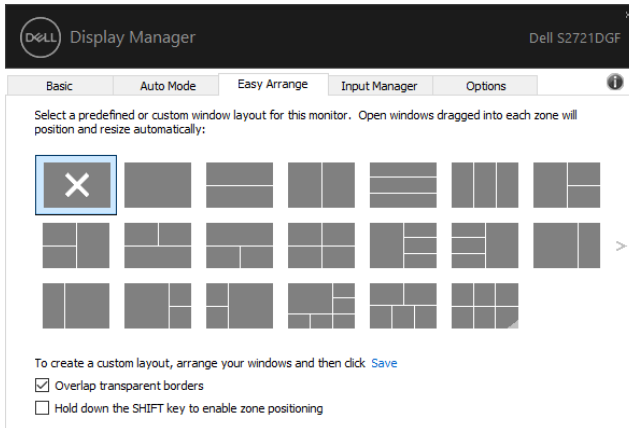 DELL Display Manager
Dell S2721DGF
Basic
Auto Mode
Easy Arrange
Input Manager
Options
Select a predefined or custom window layout for this monitor. Open windows dragged into each zone will
position and resize automatically:
To create a custom layout, arrange your windows and then click Save
Overlap transparent borders
Hold down the SHIFT key to enable zone positioning